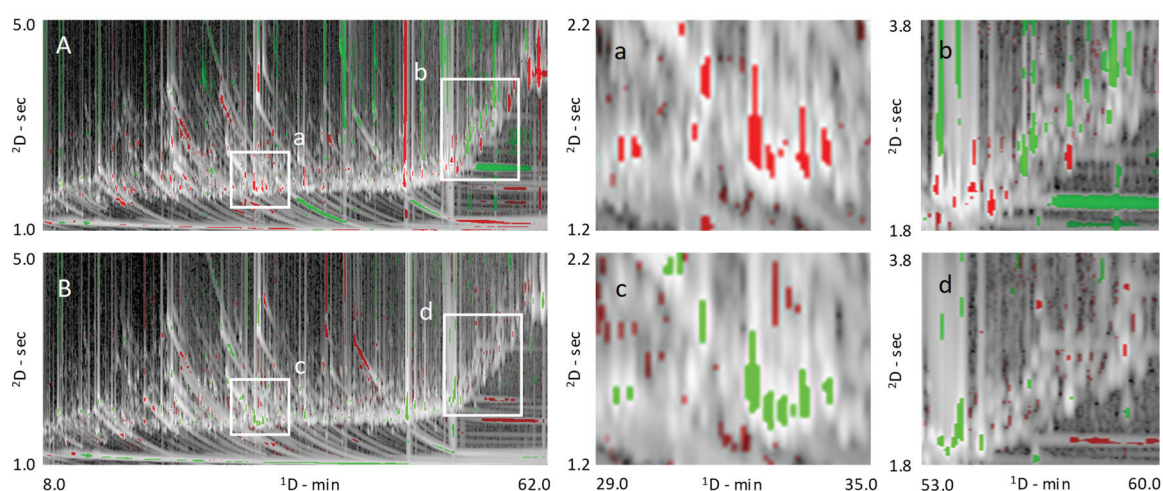 5.0
A
b
a
²D - sec
1.0
2.2
a
²D - sec
1.2
3.8
b
²D - sec
1.8
5.0
B
d
c
²D - sec
1.0
8.0 ¹D - min 62.0
2.2
c
²D - sec
1.2
29.0 ¹D - min 35.0
3.8
d
²D - sec
1.8
53.0 ¹D - min 60.0